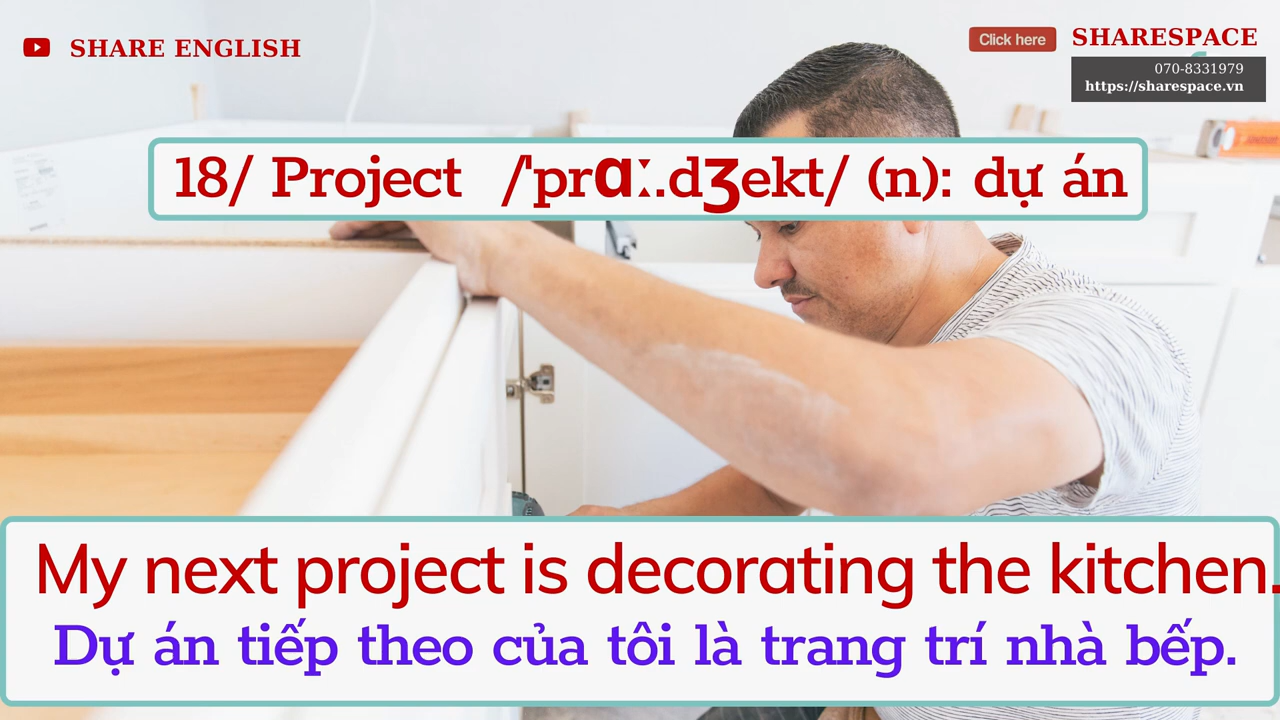 SHARE ENGLISH
Click here SHARESPACE
070-8331979
https://sharespace.vn
18/ Project /ˈprɑː.dʒekt/ (n): dự án
My next project is decorating the kitchen.
Dự án tiếp theo của tôi là trang trí nhà bếp.